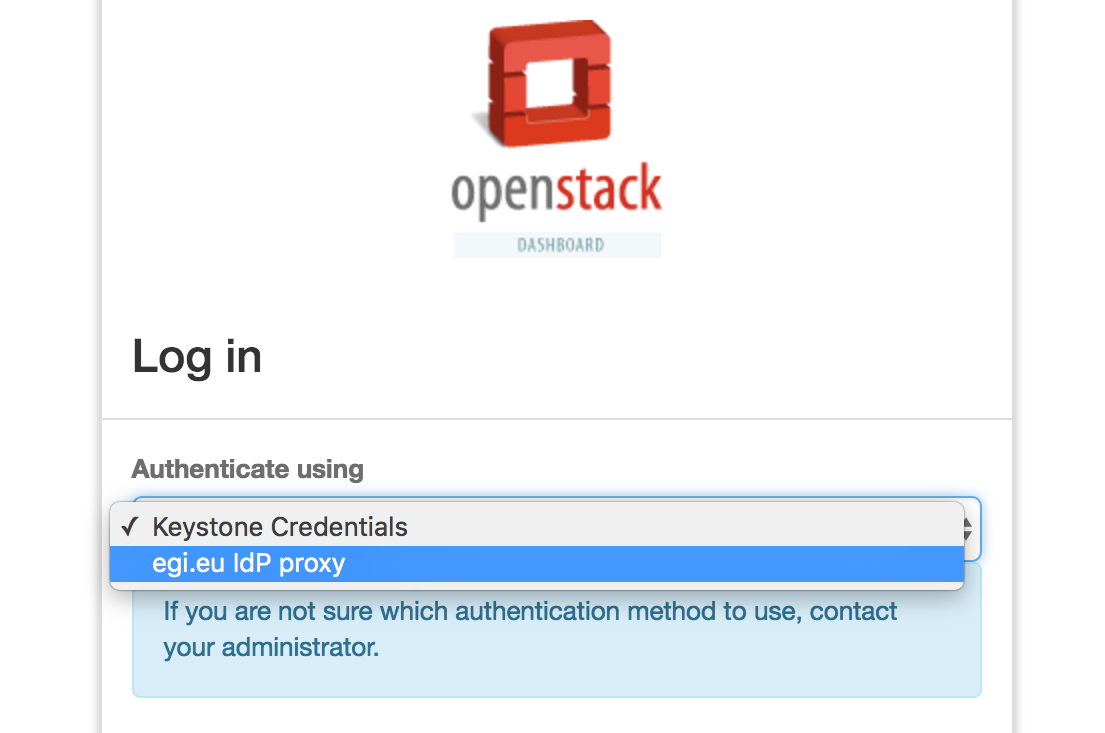 openstack
DASHBOARD
Log in
Authenticate using
✓ Keystone Credentials
egi.eu IdP proxy
If you are not sure which authentication method to use, contact
your administrator.